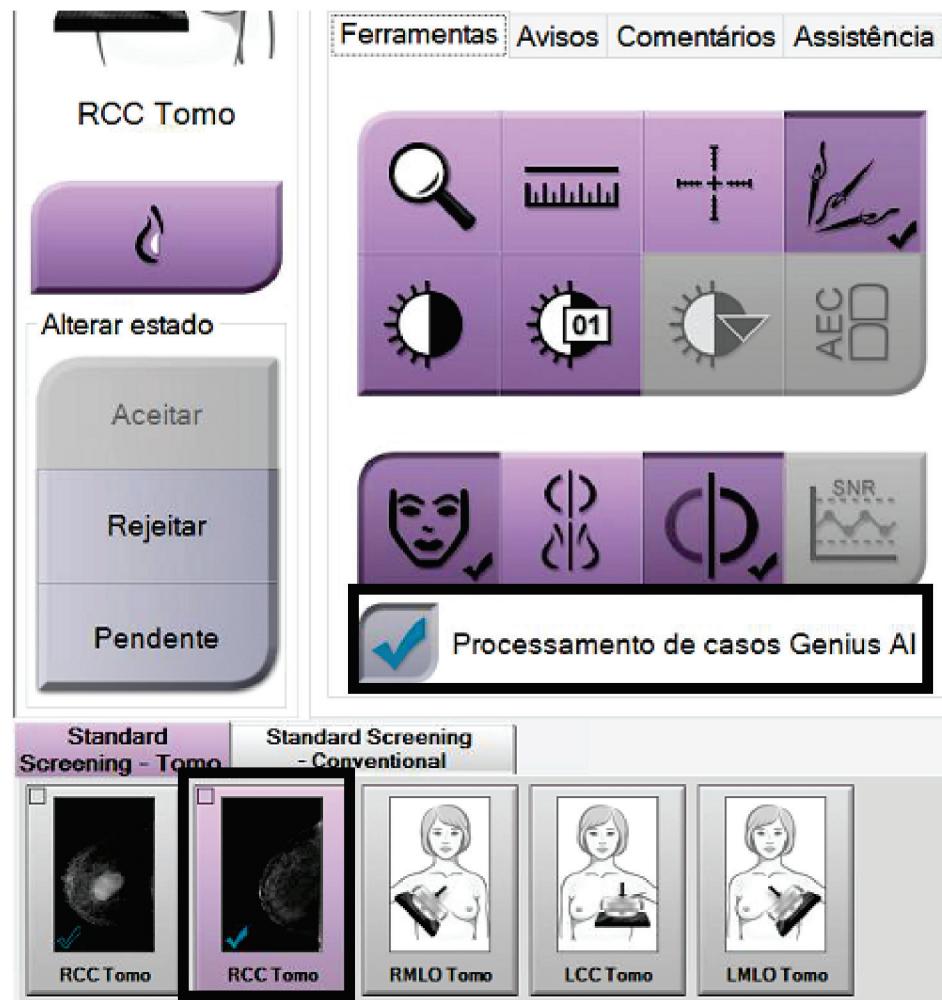 RCC Tomo
Alterar estado
Aceitar
Rejeitar
Pendente
Ferramentas Avisos Comentários Assistência
01
AEC
SNR
Processamento de casos Genius AI
Standard
Screening - Tomo
Standard Screening
- Conventional
RCC Tomo
RCC Tomo
RMLO Tomo
LCC Tomo
LMLO Tomo